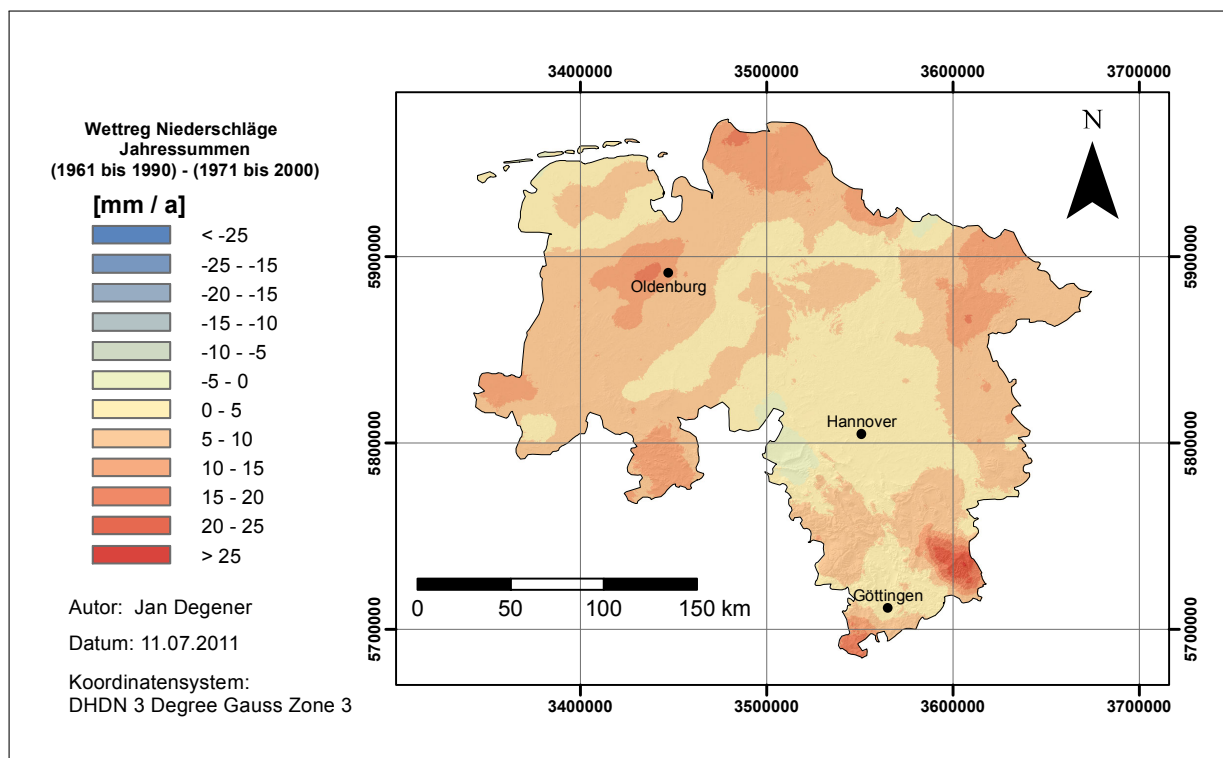 Wettreg Niederschläge
Jahressummen
(1961 bis 1990) - (1971 bis 2000)
[mm / a]
< -25
-25 - -15
-20 - -15
-15 - -10
-10 - -5
-5 - 0
0 - 5
5 - 10
10 - 15
15 - 20
20 - 25
> 25
Autor: Jan Degener
Datum: 11.07.2011
Koordinatensystem:
DHDN 3 Degree Gauss Zone 3
3400000 3500000 3600000 3700000
N
5900000 5900000
Oldenburg
5800000 5800000
Hannover
Göttingen
0 50 100 150 km
5700000 5700000
3400000 3500000 3600000 3700000